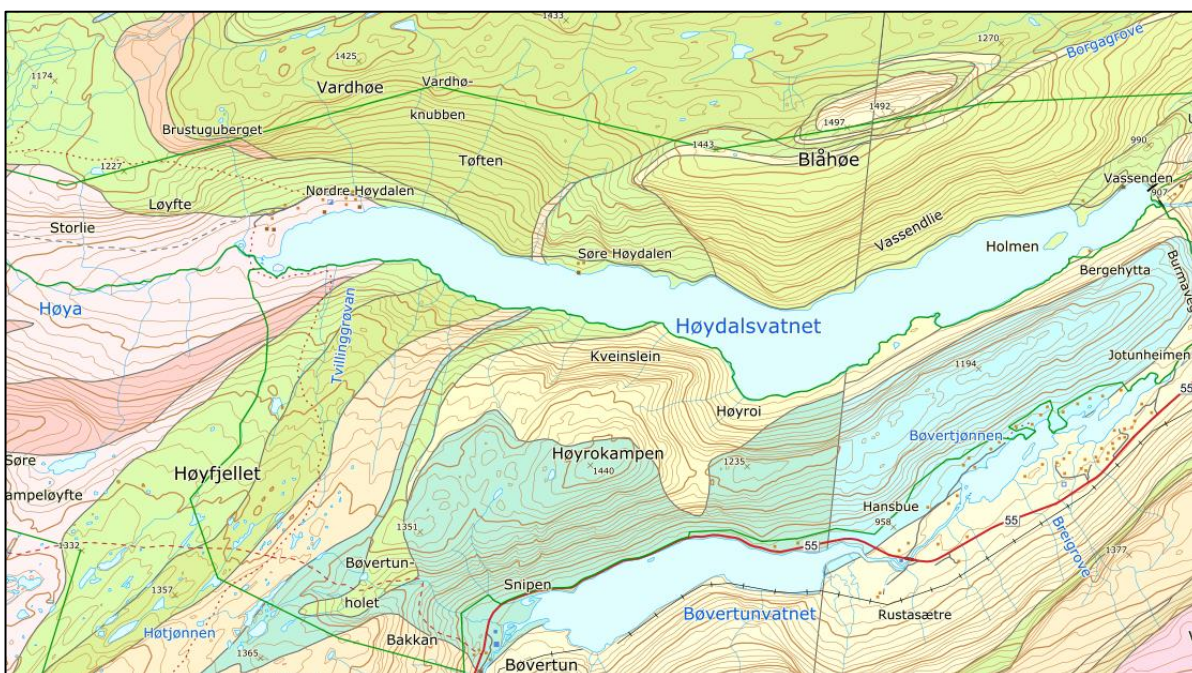 1433
1174
1425
Vardhøe
Vardhø-
knubben
1270
Borgagrove
1492
1497
Brustuguberget
1443
Blåhøe
990
1227
Tøften
Vassenden
907
Nørdre Høydalen
Løyfte
Storlie
Vassendlie
Holmen
Søre Høydalen
Bergehytta
Høya
Tvillinggrovan
Høydalsvatnet
Kveinslein
1194
Jotunheimen
55
Høyroi
Bøvertjønnen
Høyrokampen
1440
1235
Søre
ampeløyfte
Høyfjellet
Hansbue
958
1332
1351
55
55
Breigrove
1377
Bøvertun-
holet
Snipen
1357
Bøvertunvatnet
Rustasætre
Høtjønnen
Bakkan
1365
Bøvertun